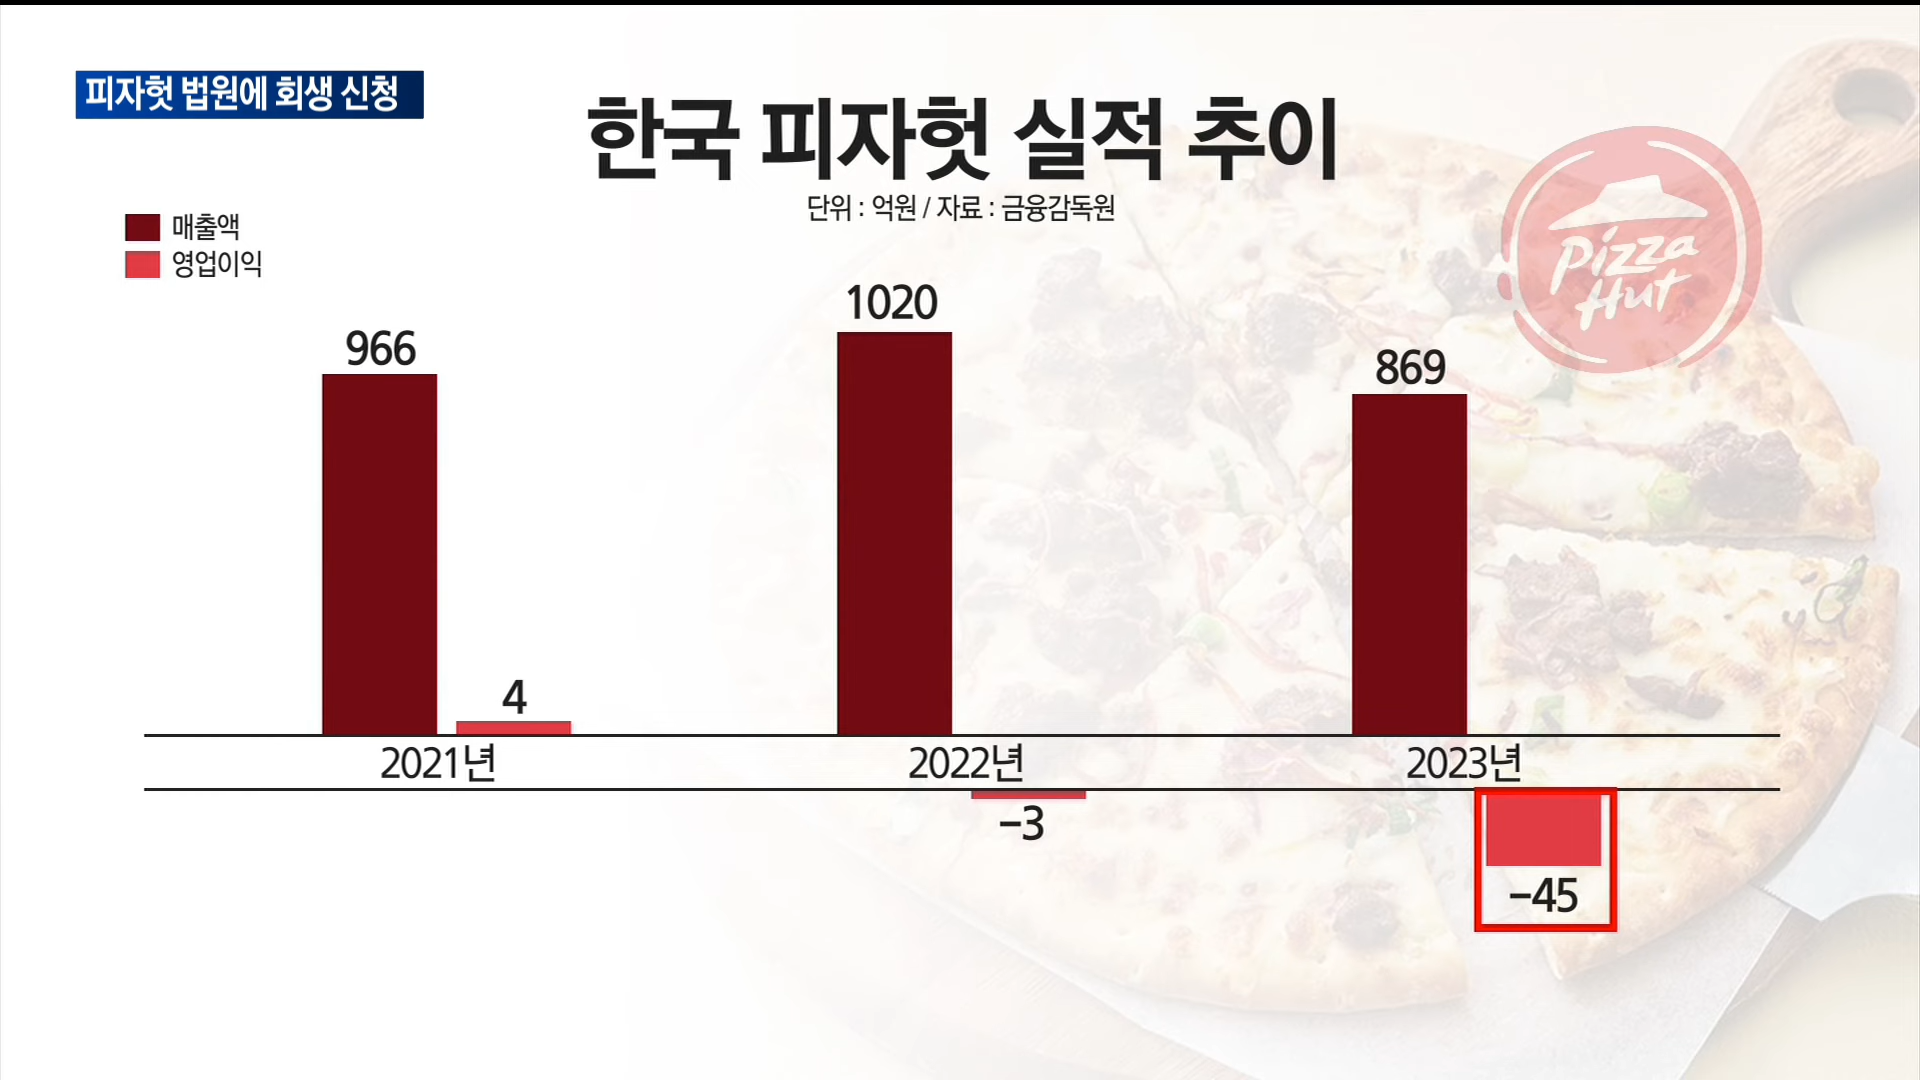 피자헛 법원에 회생 신청
한국 피자헛 실적 추이
단위 : 억원 / 자료 : 금융감독원
매출액
영업이익
Pizza
Hut
966
4
1020
869
2021년
2022년
2023년
-3
-45